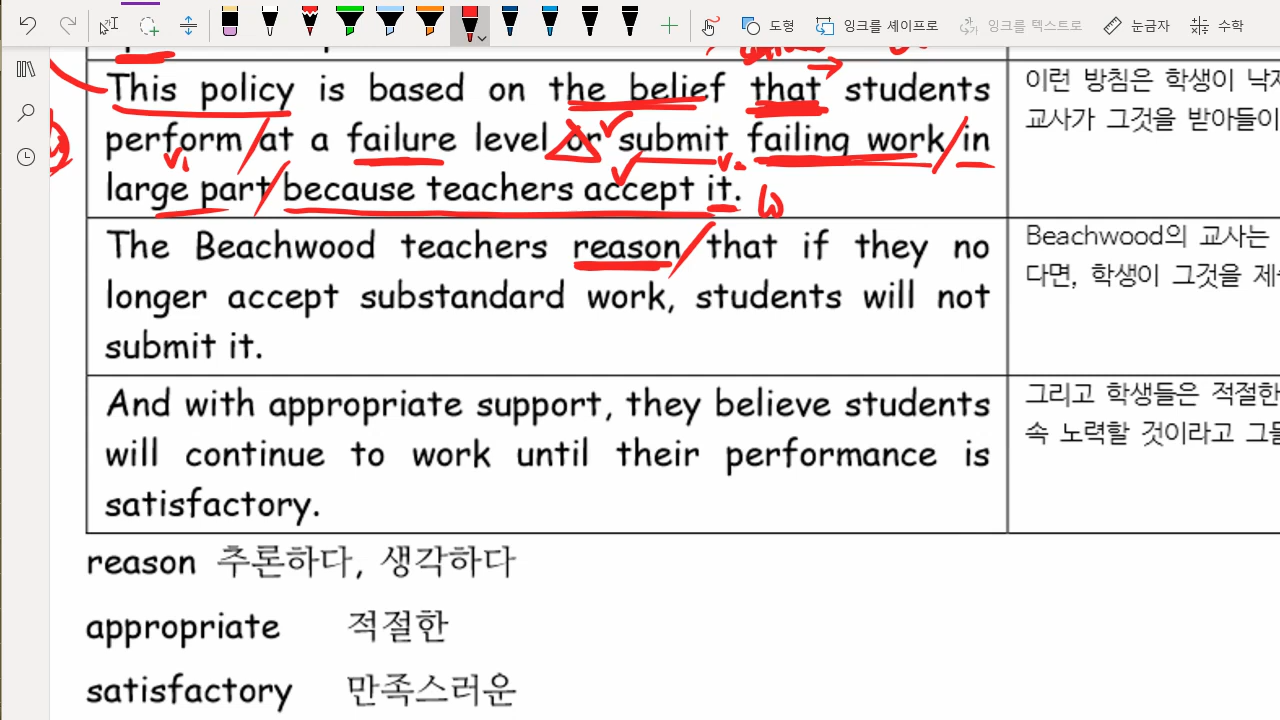 도형 잉크를 셰이프로 잉크를 텍스트로 눈금자 수학
This policy is based on the belief that students
perform at a failure level or submit failing work in
large part because teachers accept it.
이런 방침은 학생이 낙제
교사가 그것을 받아들이
The Beachwood teachers reason that if they no
longer accept substandard work, students will not
submit it.
Beachwood의 교사는
다면, 학생이 그것을 제출
And with appropriate support, they believe students
will continue to work until their performance is
satisfactory.
그리고 학생들은 적절한
속 노력할 것이라고 그들
reason 추론하다, 생각하다
appropriate 적절한
satisfactory 만족스러운